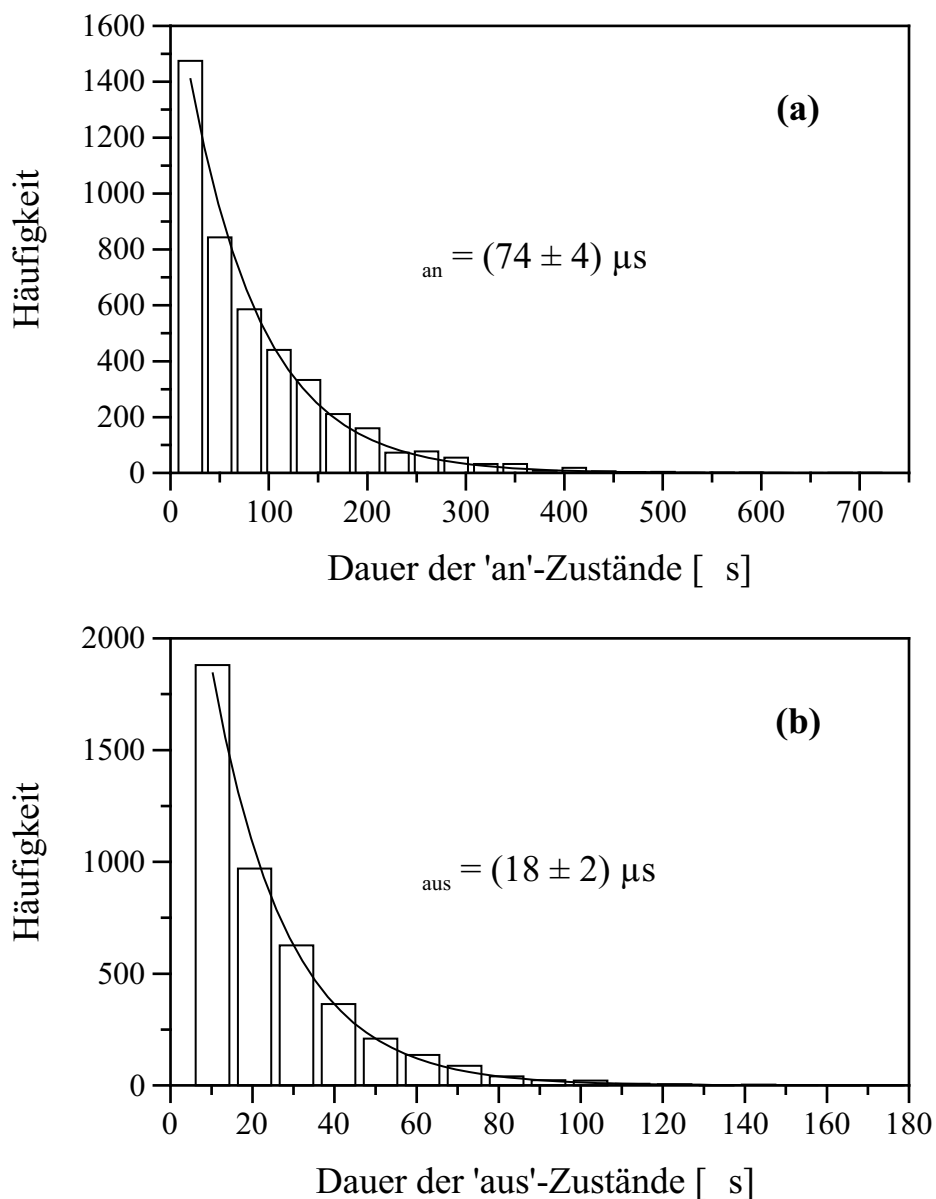 1600
1400
1200
1000
800
600
400
200
0
Häufigkeit
(a)
an = (74 ± 4) µs
0 100 200 300 400 500 600 700
Dauer der 'an'-Zustände [ s]
2000
1500
1000
500
0
Häufigkeit
(b)
aus = (18 ± 2) µs
0 20 40 60 80 100 120 140 160 180
Dauer der 'aus'-Zustände [ s]